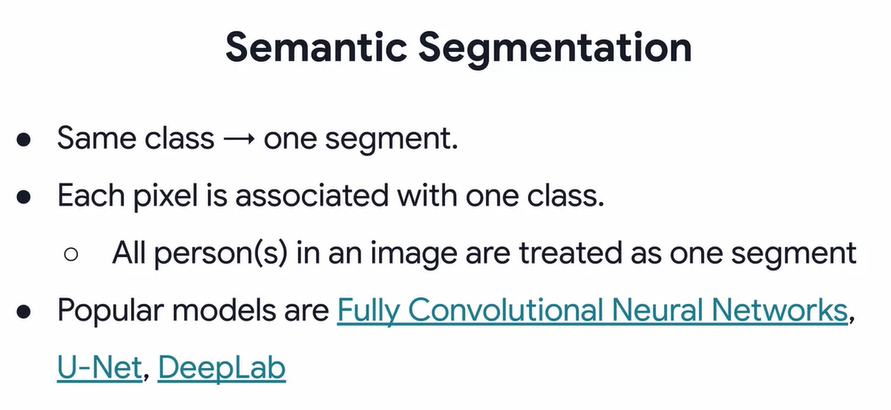 Semantic Segmentation
● Same class → one segment.
● Each pixel is associated with one class.
○ All person(s) in an image are treated as one segment
● Popular models are Fully Convolutional Neural Networks,
U-Net, DeepLab